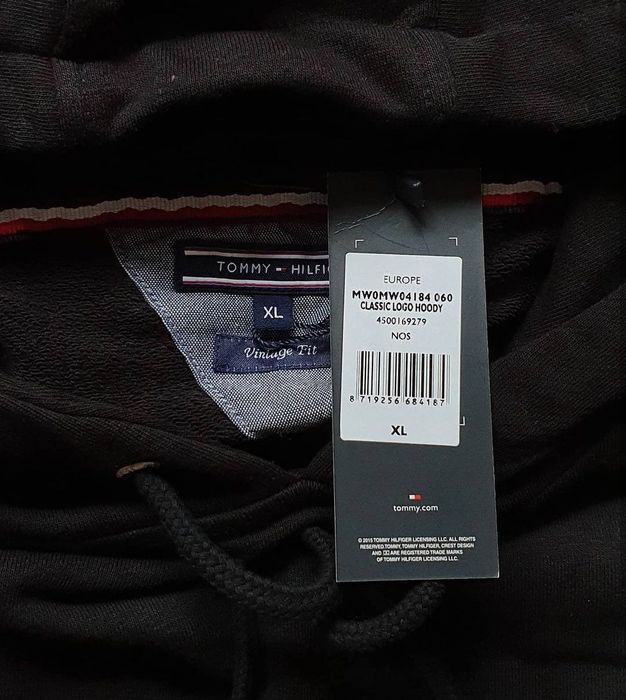 TOMMY HILFI
XL
Vintage Fit
EUROPE
MW0MW04184 060
CLASSIC LOGO HOODY
4500169279
NOS
8 719256 684187
XL
tommy.com
© 2015 TOMMY HILFIGER LICENSING LLC. ALL RIGHTS
RESERVED.TOMMY, TOMMY HILFIGER, CREST DESIGN
AND ARE REGISTERED TRADE MARKS
OF TOMMY HILFIGER LICENSING LLC.